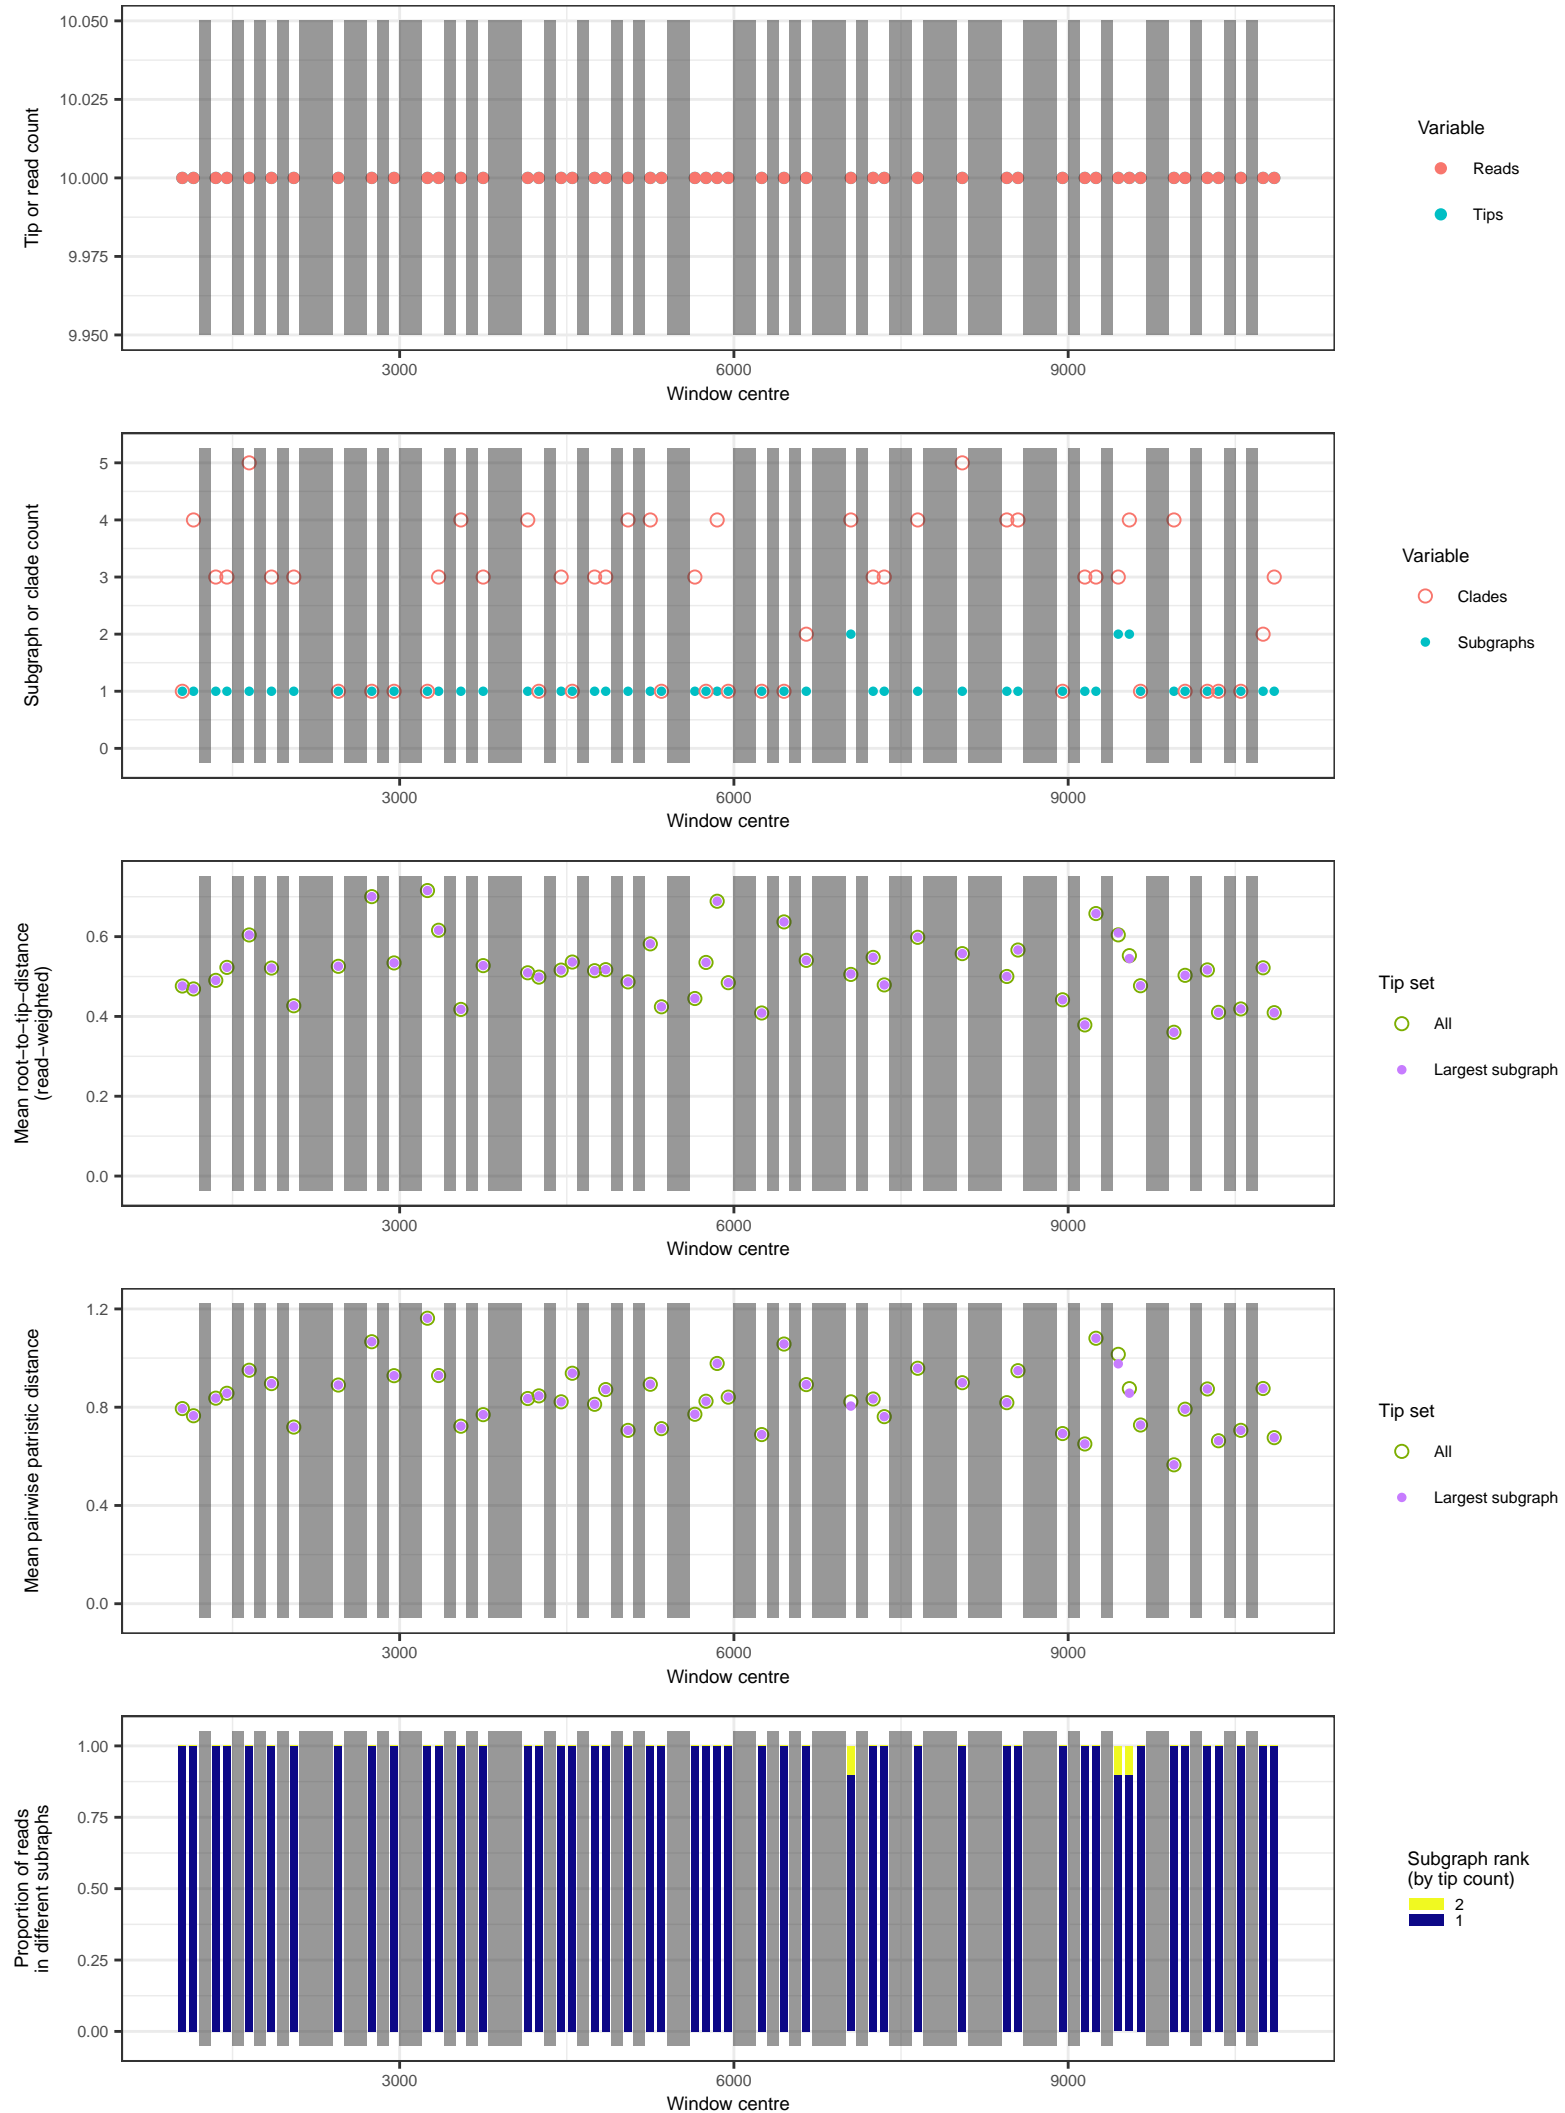 10.050
10.025
10.000
9.975
9.950
Tip or read count
3000
6000
9000
Window centre
Variable
Reads
Tips
5
4
3
2
1
0
Subgraph or clade count
3000
6000
9000
Window centre
Variable
Clades
Subgraphs
0.6
0.4
0.2
0.0
Mean root−to−tip−distance
(read−weighted)
3000
6000
9000
Window centre
Tip set
All
Largest subgraph
1.2
0.8
0.4
0.0
Mean pairwise patristic distance
3000
6000
9000
Window centre
Tip set
All
Largest subgraph
1.00
0.75
0.50
0.25
0.00
Proportion of reads
in different subraphs
3000
6000
9000
Window centre
Subgraph rank
(by tip count)
2
1